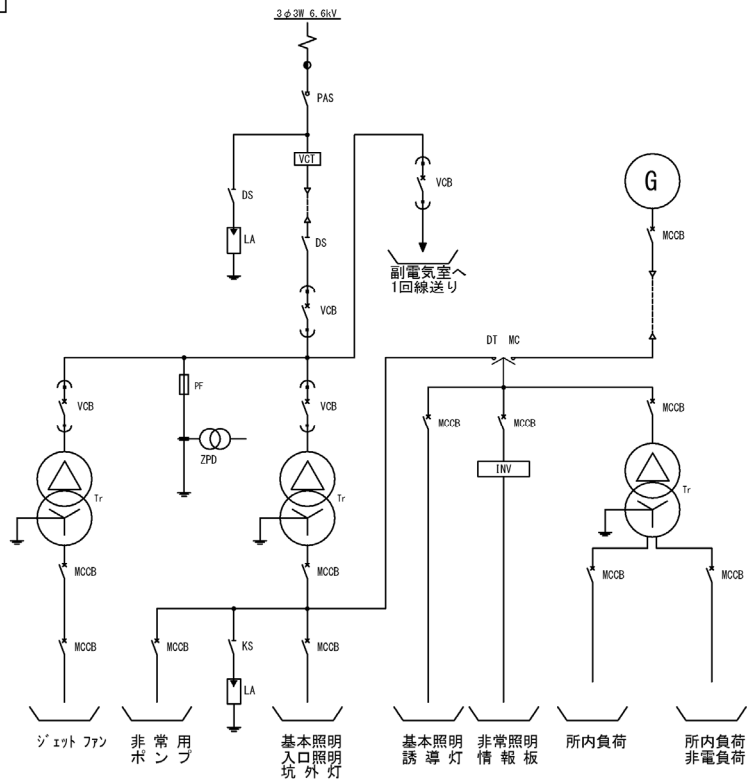 3φ3W 6.6kV
PAS
VCT
DS
LA
DS
VCB
VCB
副電気室へ
1回線送り
G
MCCB
DT MC
VCB
PF
ZPD
VCB
MCCB
MCCB
MCCB
INV
Tr
Tr
Tr
MCCB
MCCB
MCCB
MCCB
MCCB
MCCB
KS
LA
MCCB
ジェット ファン
非常用
ポンプ
基本照明
入口照明
坑外灯
基本照明
誘導灯
非常照明
情報板
所内負荷
所内負荷
非電負荷